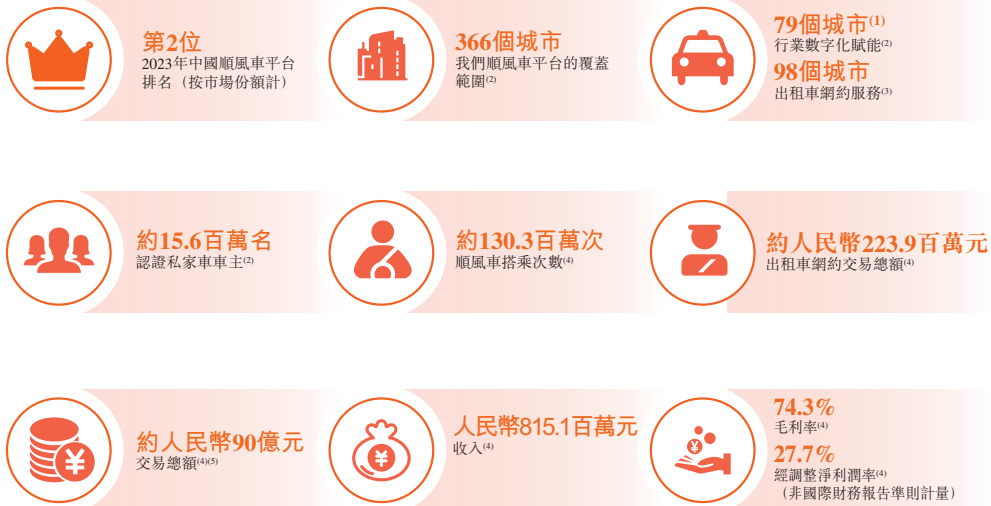 第2位
2023年中國順風車平台
排名（按市場份額計）
366個城市
我們順風車平台的覆蓋
範圍(2)
79個城市(1)
行業數字化賦能(2)
98個城市
出租車網約服務(3)
約15.6百萬名
認證私家車車主(2)
約130.3百萬次
順風車搭乘次數(4)
約人民幣223.9百萬元
出租車網約交易總額(4)
約人民幣90億元
交易總額(4)(5)
人民幣815.1百萬元
收入(4)
74.3%
毛利率(4)
27.7%
經調整淨利潤率(4)
（非國際財務報告準則計量）